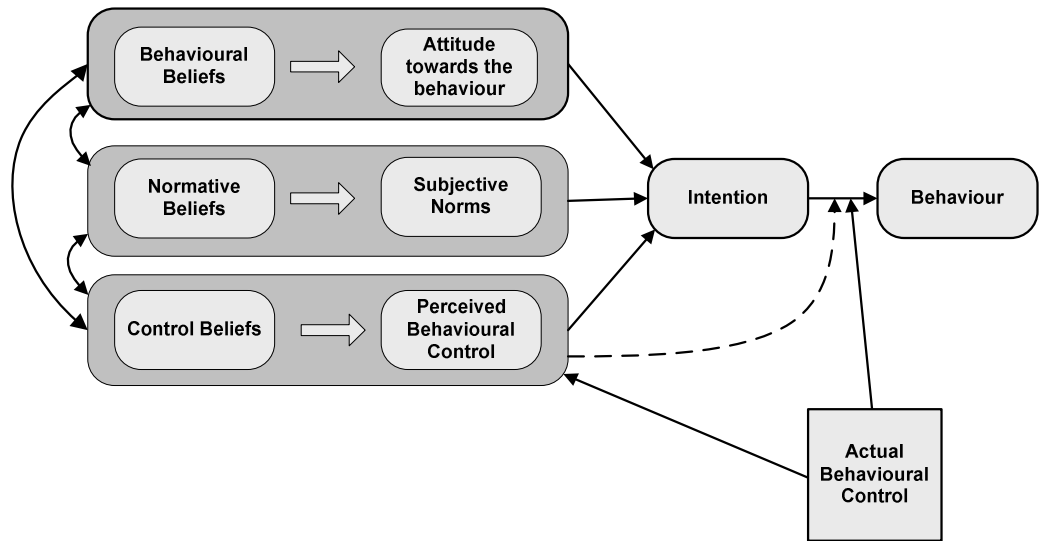 Behavioural
Beliefs
Attitude
towards the
behaviour
Normative
Beliefs
Subjective
Norms
Intention
Behaviour
Control Beliefs
Perceived
Behavioural
Control
Actual
Behavioural
Control